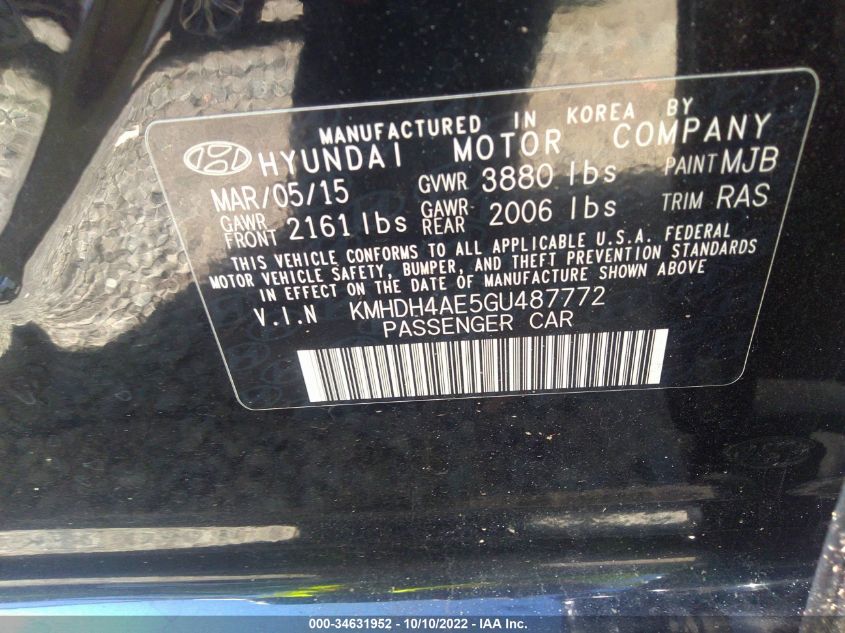 MANUFACTURED IN KOREA BY
HYUNDAI MOTOR COMPANY
MAR/05/15 GVWR 3880 lbs PAINT MJB
GAWR FRONT 2161 lbs GAWR REAR 2006 lbs TRIM RAS
THIS VEHICLE CONFORMS TO ALL APPLICABLE U.S.A. FEDERAL
MOTOR VEHICLE SAFETY, BUMPER, AND THEFT PREVENTION STANDARDS
IN EFFECT ON THE DATE OF MANUFACTURE SHOWN ABOVE
V.I.N KMHDH4AE5GU487772
PASSENGER CAR
000-34631952 - 10/10/2022 - IAA Inc.